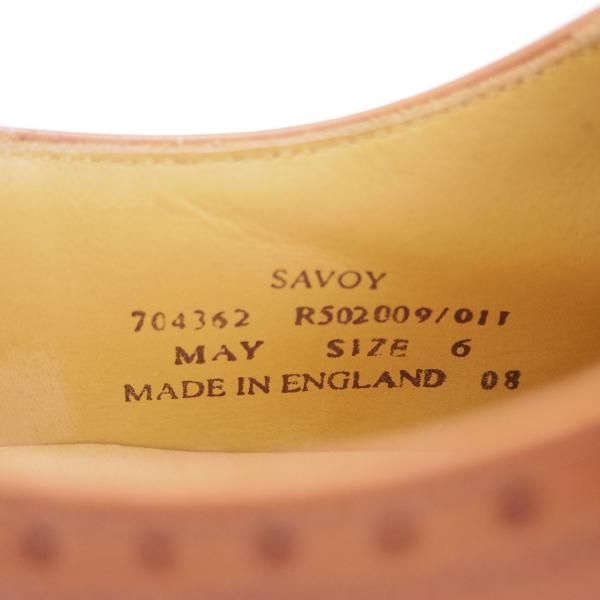 SAVOY
704362 R502009/011
MAY SIZE 6
MADE IN ENGLAND 08